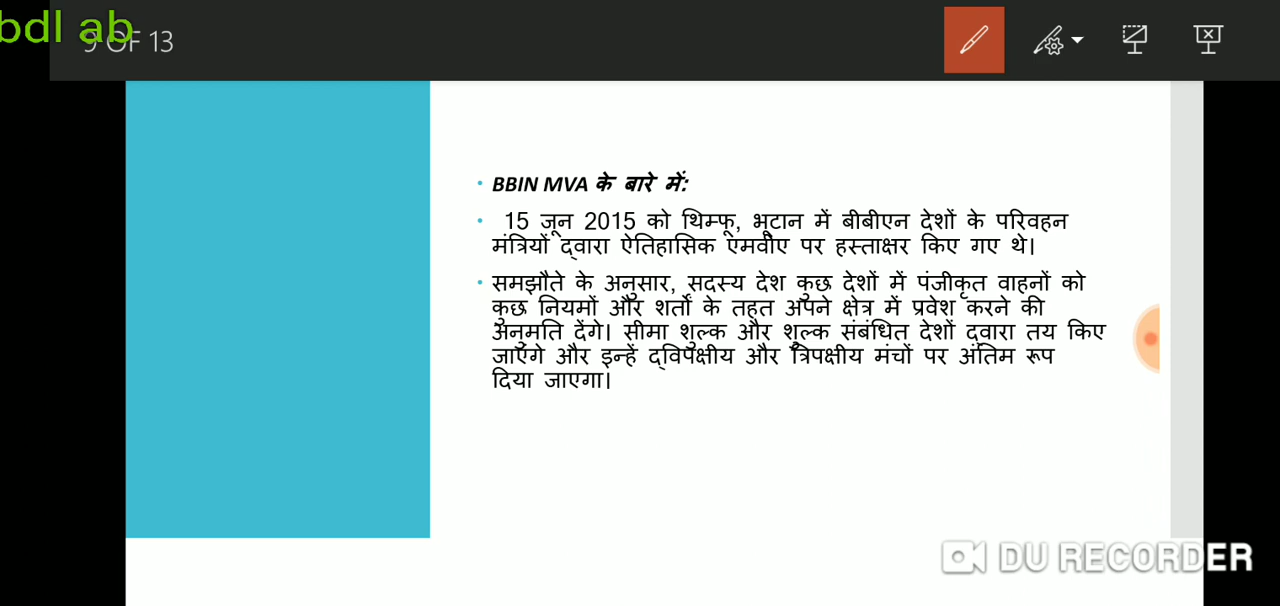 bdl ab
9 OF 13
• BBIN MVA के बारे में:
• 15 जून 2015 को थिम्फू, भूटान में बीबीएन देशों के परिवहन
मंत्रियों द्वारा ऐतिहासिक एमवीए पर हस्ताक्षर किए गए थे।
• समझौते के अनुसार, सदस्य देश कुछ देशों में पंजीकृत वाहनों को
कुछ नियमों और शर्तों के तहत अपने क्षेत्र में प्रवेश करने की
अनुमति देंगे। सीमा शुल्क और शुल्क संबंधित देशों द्वारा तय किए
जाएंगे और इन्हें द्विपक्षीय और त्रिपक्षीय मंचों पर अंतिम रूप
दिया जाएगा।
DU RECORDER